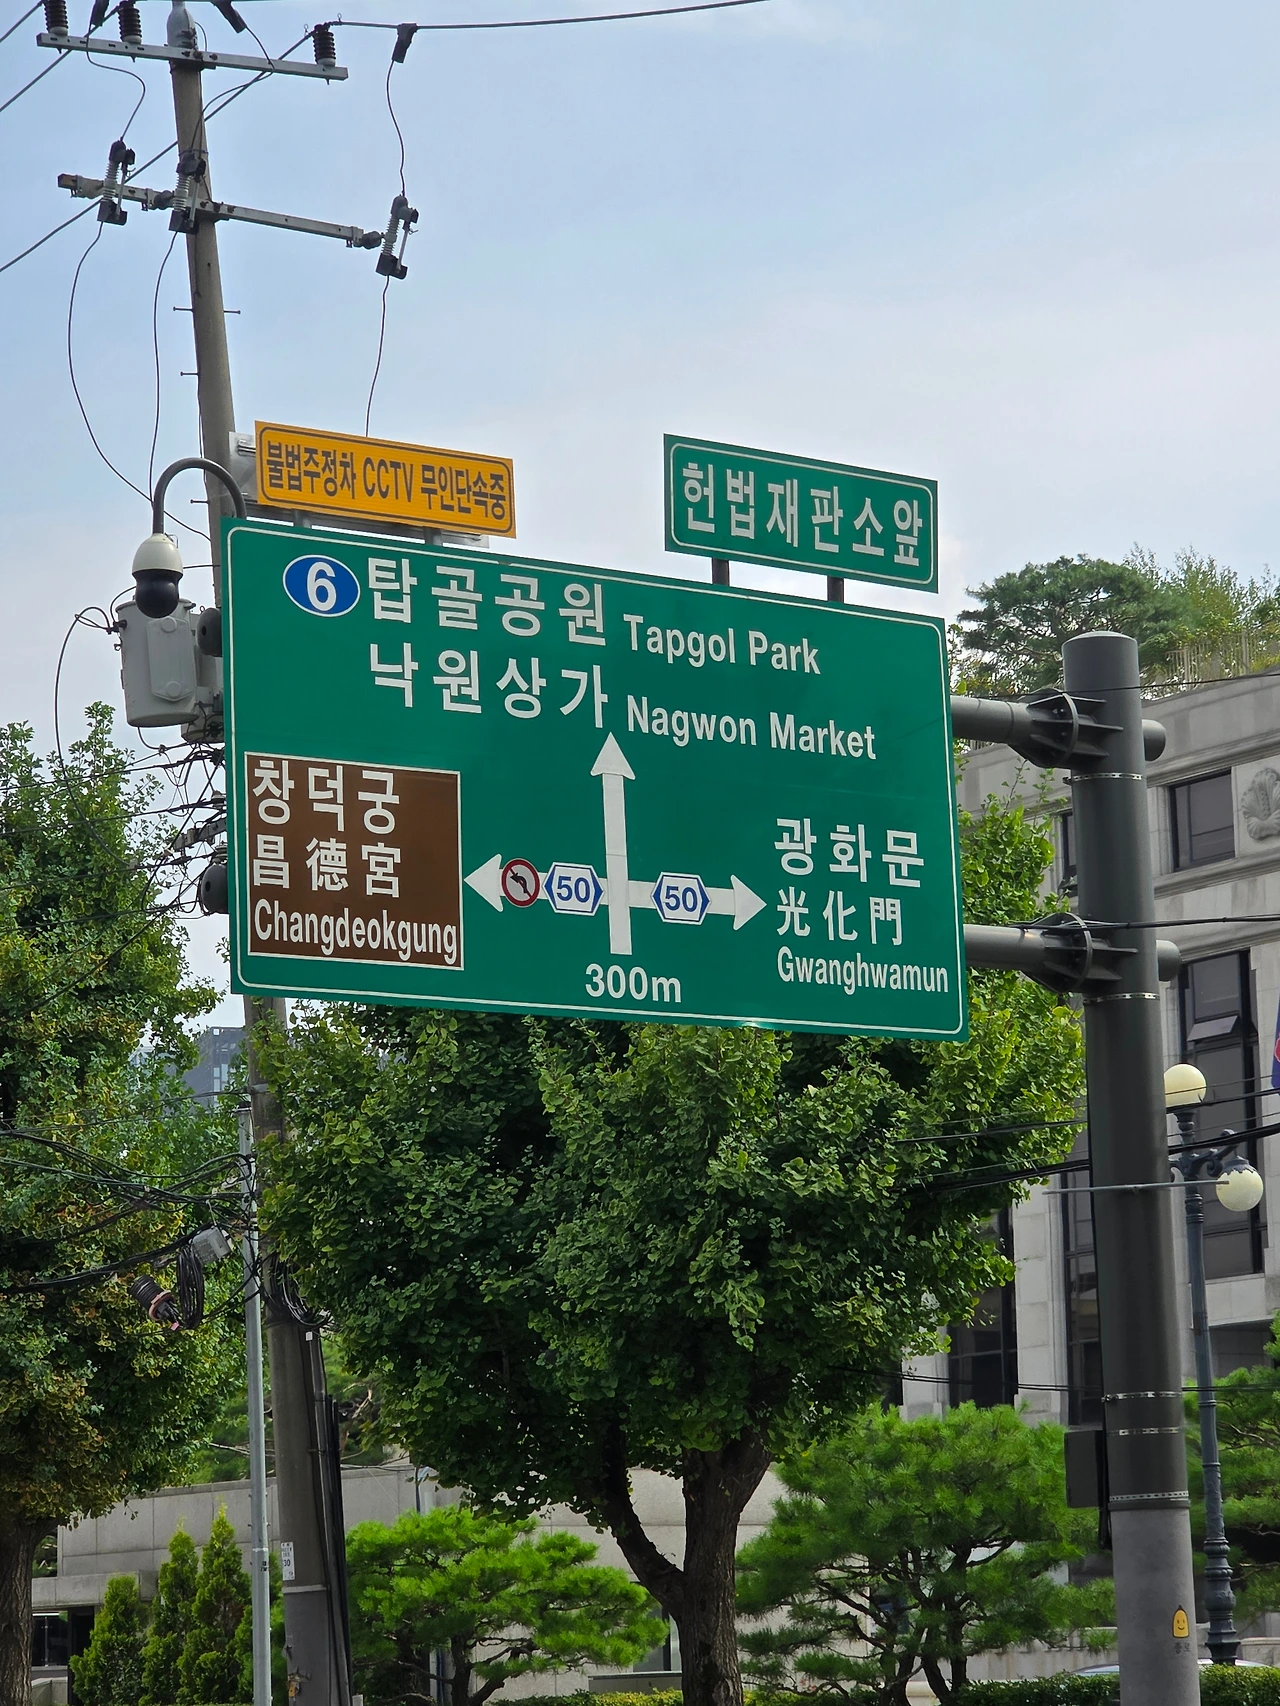 불법주정차 CCTV 무인단속중
헌법재판소앞
6 탑골공원 Tapgol Park
낙원상가 Nagwon Market
창덕궁
昌德宮
Changdeokgung
50
50
광화문
光化門
Gwanghwamun
300m